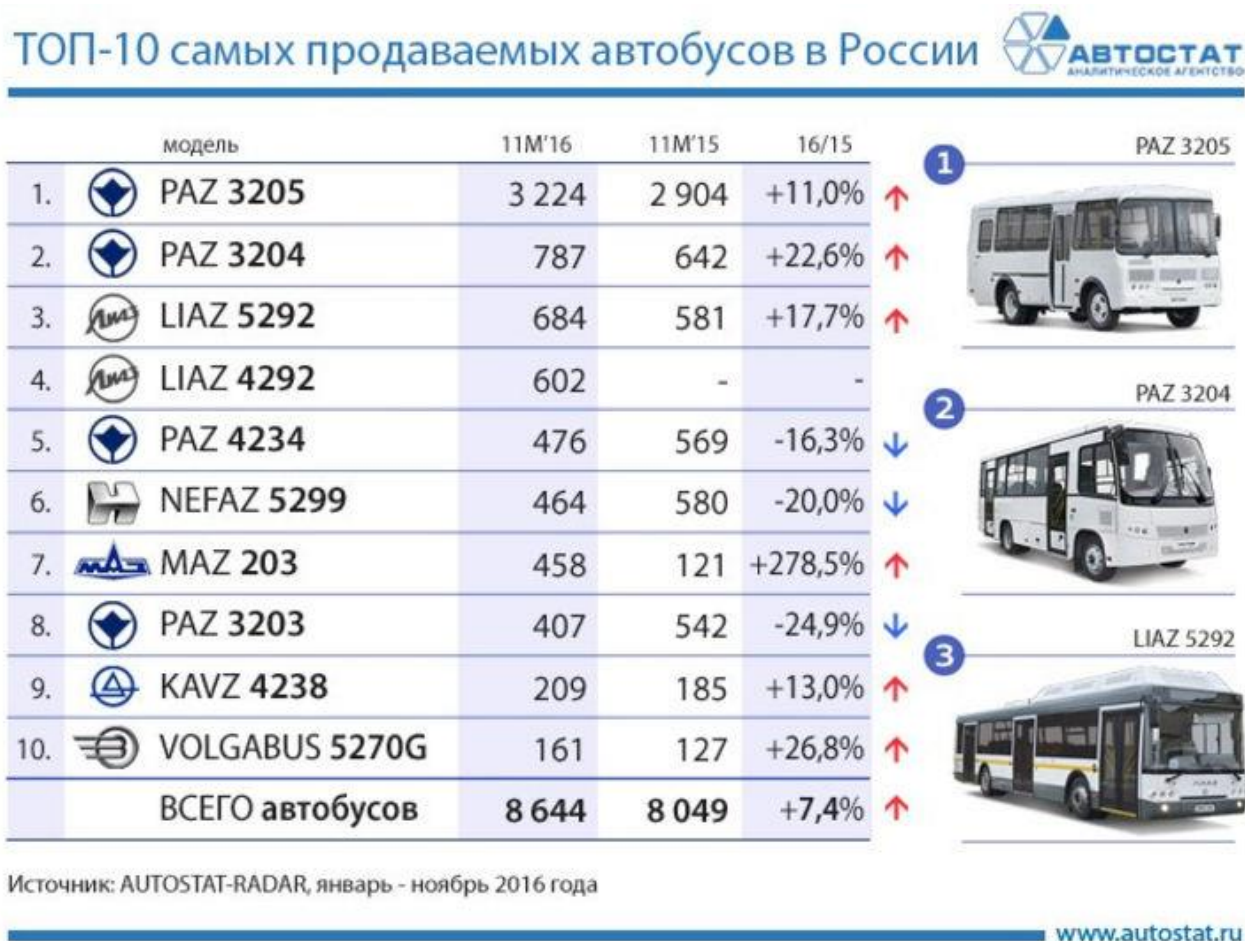 ТОП-10 самых продаваемых автобусов в России
АВТОСТАТ
АНАЛИТИЧЕСКОЕ АГЕНТСТВО
модель 11М'16 11М'15 16/15
1. PAZ 3205 3 224 2 904 +11,0%
2. PAZ 3204 787 642 +22,6%
3. ЛиАЗ LIAZ 5292 684 581 +17,7%
4. ЛиАЗ LIAZ 4292 602 - -
5. PAZ 4234 476 569 -16,3%
6. NEFAZ 5299 464 580 -20,0%
7. МАЗ MAZ 203 458 121 +278,5%
8. PAZ 3203 407 542 -24,9%
9. KAVZ 4238 209 185 +13,0%
10. VOLGABUS 5270G 161 127 +26,8%
ВСЕГО автобусов 8 644 8 049 +7,4%
1 PAZ 3205
2 PAZ 3204
3 LIAZ 5292
Источник: AUTOSTAT-RADAR, январь - ноябрь 2016 года
www.autostat.ru